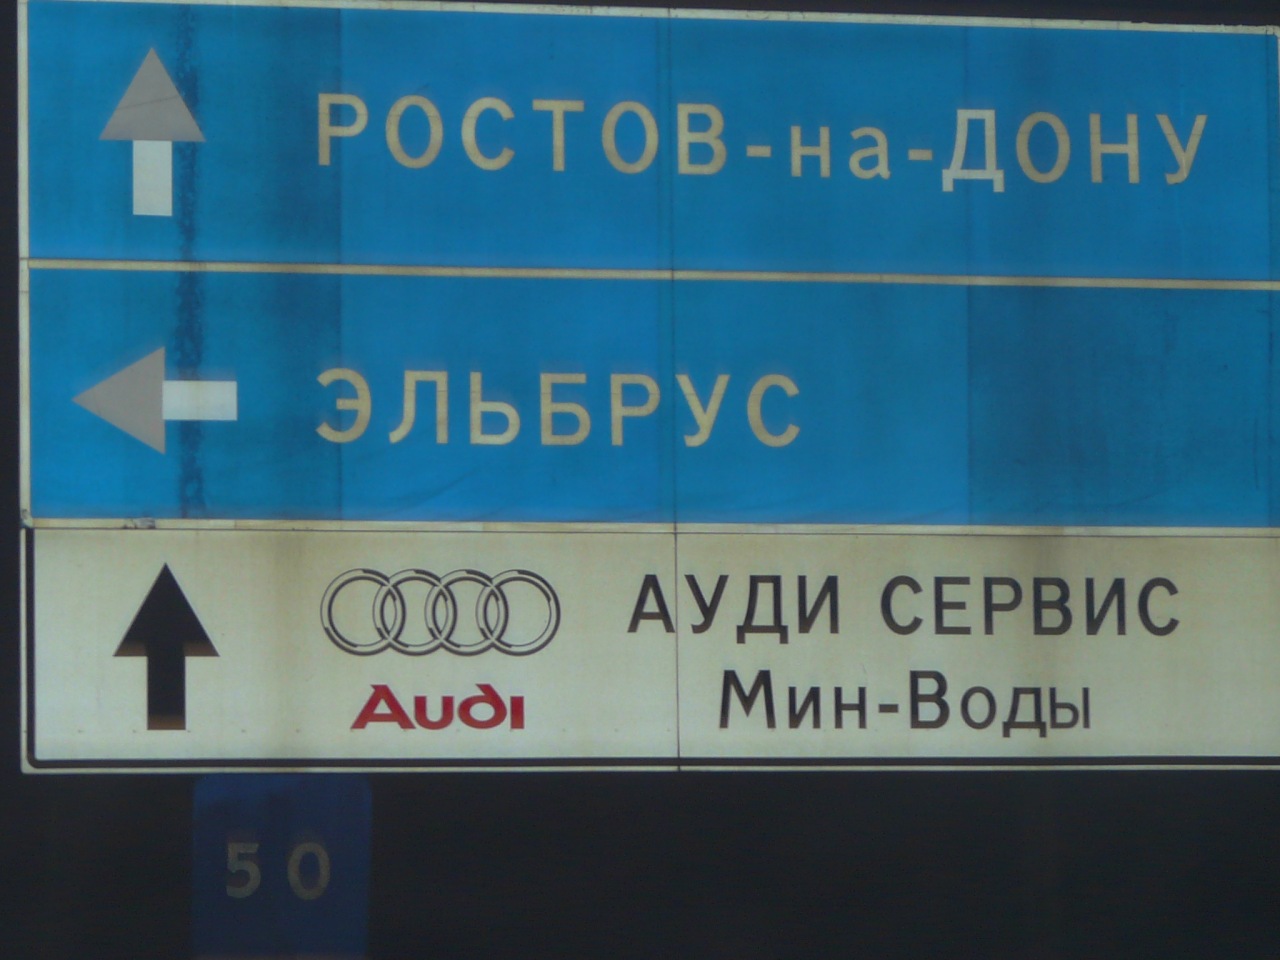 РОСТОВ-на-ДОНУ
ЭЛЬБРУС
АУДИ СЕРВИС
Audi
Мин-Воды
50